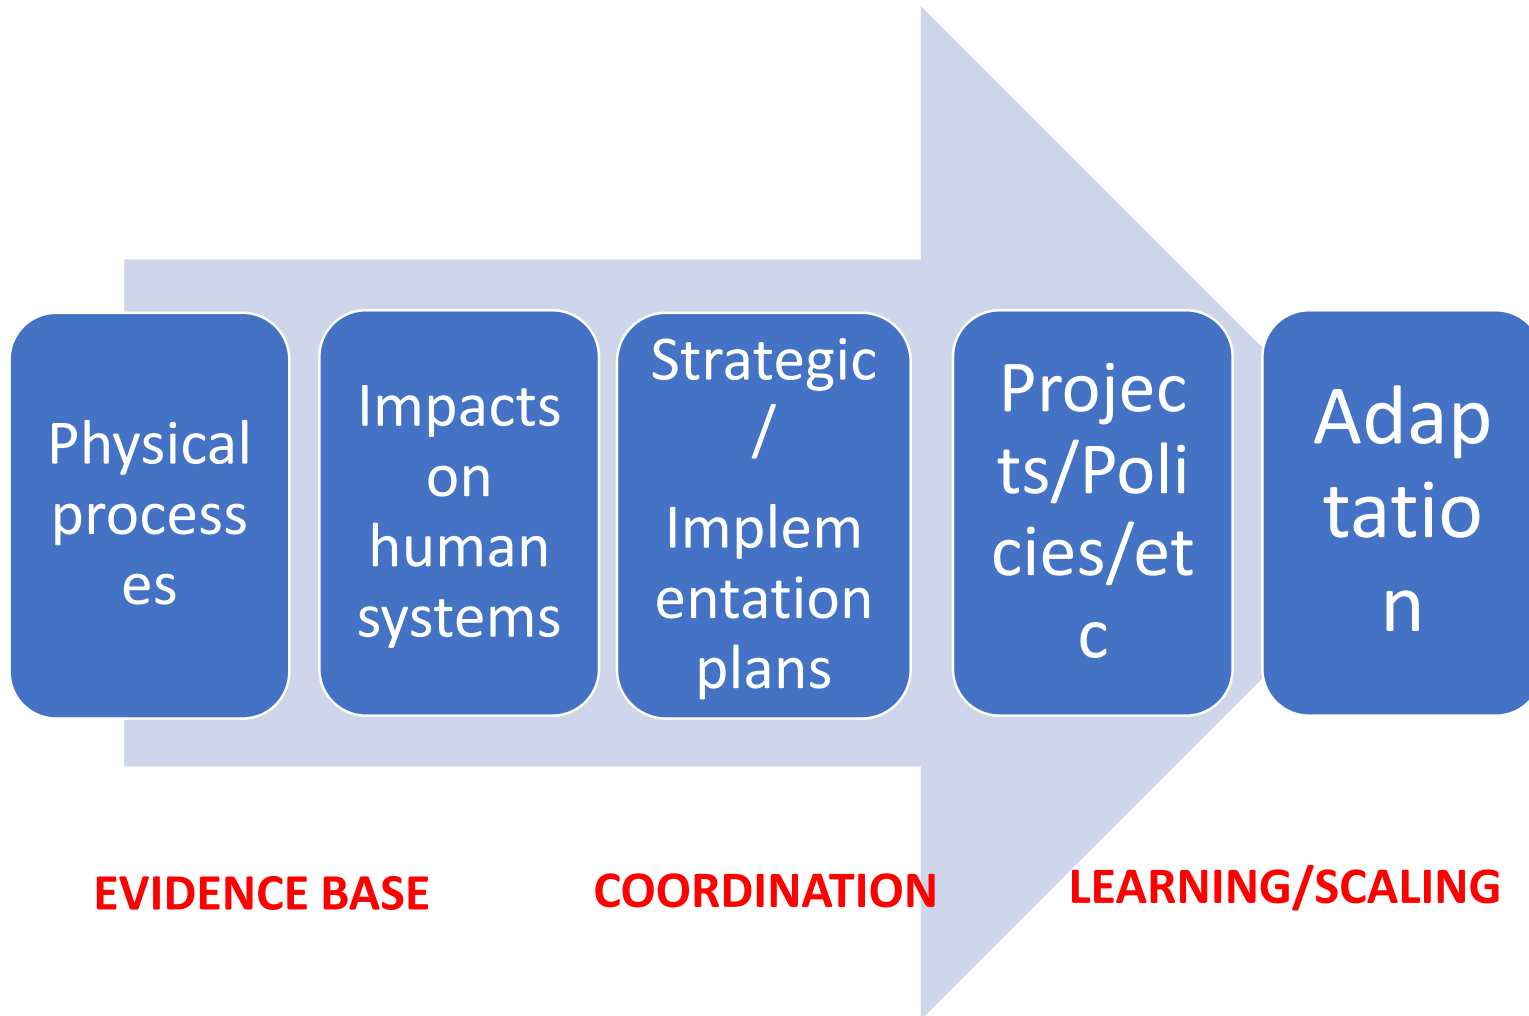 Physical
process
es
Impacts
on
human
systems
Strategic
/
Implem
entation
plans
Projec
ts/Poli
cies/et
c
Adap
tatio
n
EVIDENCE BASE
COORDINATION
LEARNING/SCALING